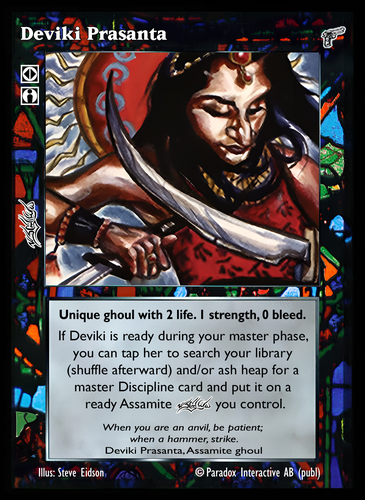 Deviki Prasanta
Unique ghoul with 2 life. 1 strength, 0 bleed.
If Deviki is ready during your master phase,
you can tap her to search your library
(shuffle afterward) and/or ash heap for a
master Discipline card and put it on a
ready Assamite you control.
When you are an anvil, be patient;
when a hammer, strike.
Deviki Prasanta, Assamite ghoul
Illus: Steve Eidson
© Paradox Interactive AB (publ)